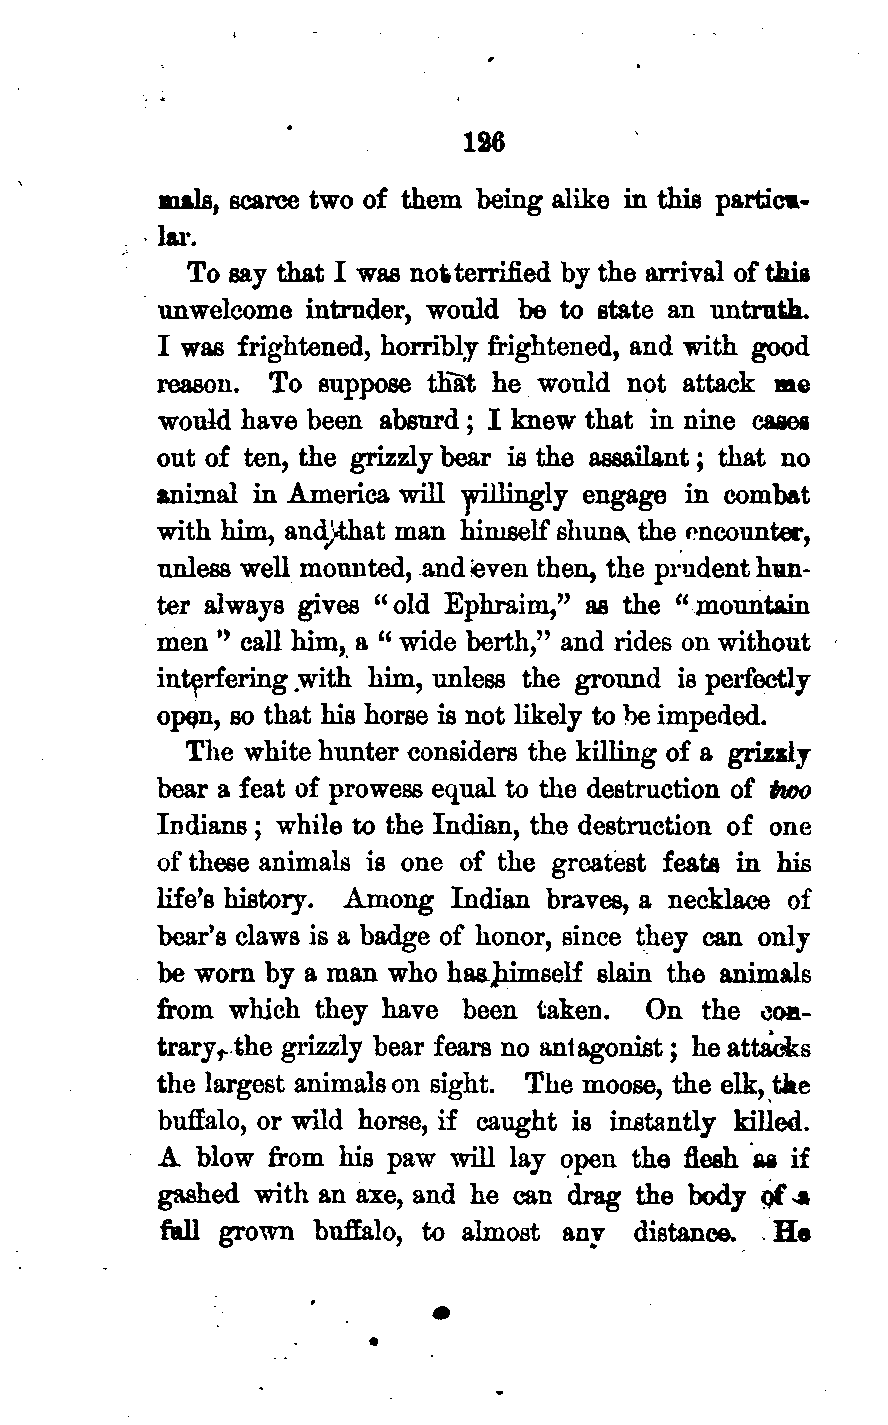 126
mals, scarce two of them being alike in this particu-
lar.
To say that I was not terrified by the arrival of this
unwelcome intruder, would be to state an untruth.
I was frightened, horribly frightened, and with good
reason. To suppose that he would not attack me
would have been absurd; I knew that in nine cases
out of ten, the grizzly bear is the assailant; that no
animal in America will willingly engage in combat
with him, and that man himself shuns the encounter,
unless well mounted, and even then, the prudent hun-
ter always gives "old Ephraim," as the "mountain
men" call him, a "wide berth," and rides on without
interfering with him, unless the ground is perfectly
open, so that his horse is not likely to be impeded.
The white hunter considers the killing of a grizzly
bear a feat of prowess equal to the destruction of two
Indians; while to the Indian, the destruction of one
of these animals is one of the greatest feats in his
life's history. Among Indian braves, a necklace of
bear's claws is a badge of honor, since they can only
be worn by a man who has himself slain the animals
from which they have been taken. On the con-
trary, the grizzly bear fears no antagonist; he attacks
the largest animals on sight. The moose, the elk, the
buffalo, or wild horse, if caught is instantly killed.
A blow from his paw will lay open the flesh as if
gashed with an axe, and he can drag the body of a
full grown buffalo, to almost any distance. He